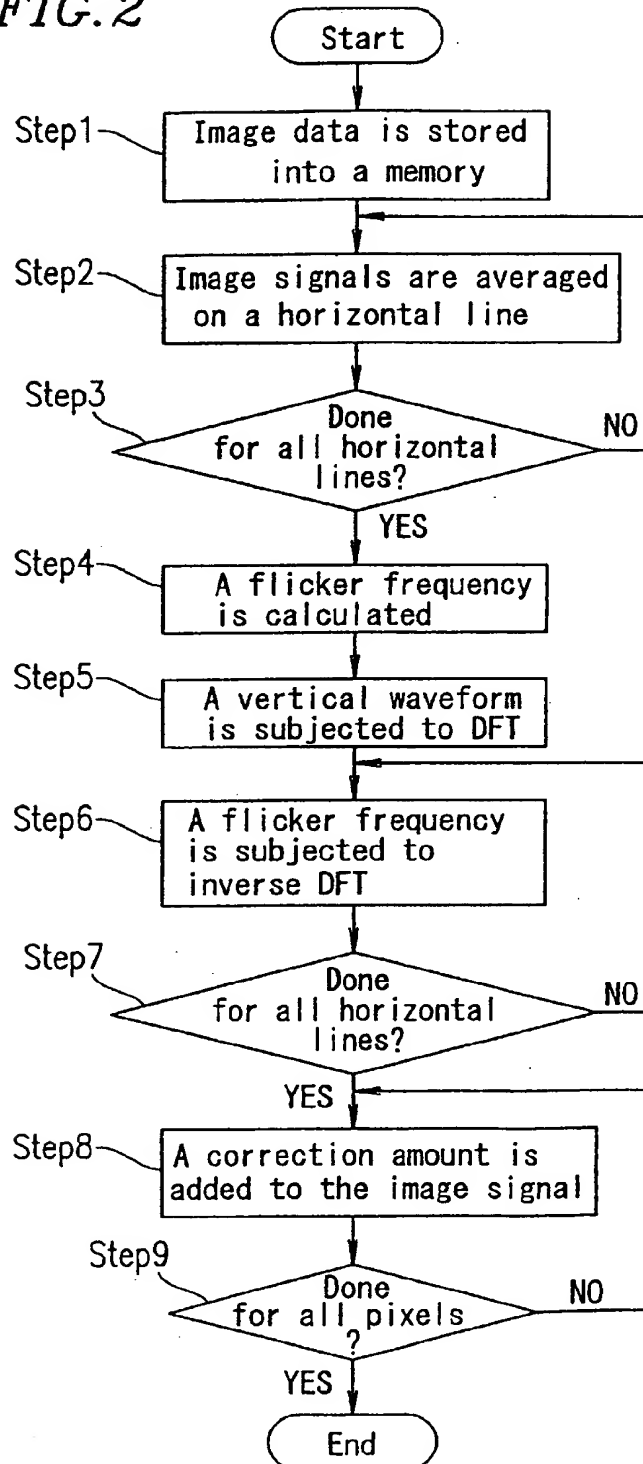 FIG. 2
Start
Step1
Image data is stored
into a memory
Step2
Image signals are averaged
on a horizontal line
Step3
Done
for all horizontal
lines?
NO
YES
Step4
A flicker frequency
is calculated
Step5
A vertical waveform
is subjected to DFT
Step6
A flicker frequency
is subjected to
inverse DFT
Step7
Done
for all horizontal
lines?
NO
YES
Step8
A correction amount is
added to the image signal
Step9
Done
for all pixels
?
NO
YES
End